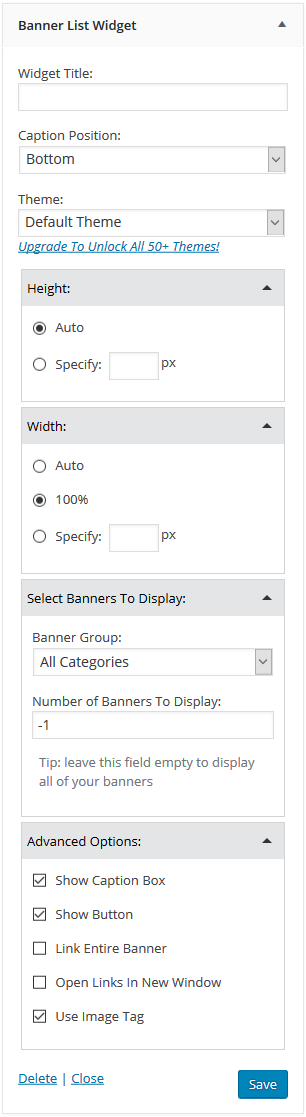 Banner List Widget
Widget Title:
Caption Position:
Bottom
Theme:
Default Theme
Upgrade To Unlock All 50+ Themes!
Height:
Auto
Specify: px
Width:
Auto
100%
Specify: px
Select Banners To Display:
Banner Group:
All Categories
Number of Banners To Display:
-1
Tip: leave this field empty to display
all of your banners
Advanced Options:
Show Caption Box
Show Button
Link Entire Banner
Open Links In New Window
Use Image Tag
Delete | Close Save